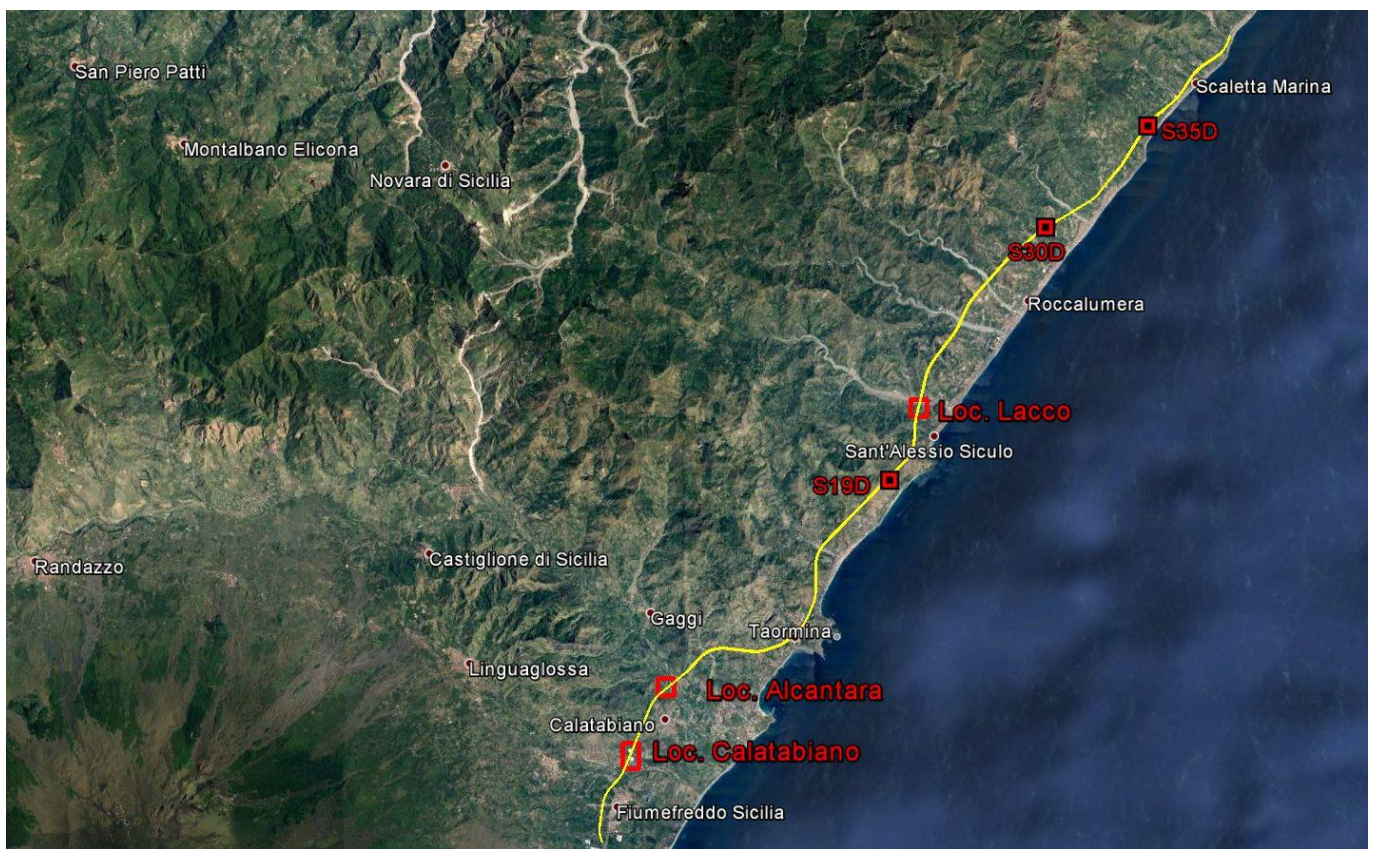 San Piero Patti
Scaletta Marina
S35D
Montalbano Elicona
Novara di Sicilia
S30D
Roccalumera
Loc. Lacco
Sant'Alessio Siculo
S19D
Castiglione di Sicilia
Randazzo
Gaggi
Taormina
Linguaglossa
Loc. Alcantara
Calatabiano
Loc. Calatabiano
Fiumefreddo Sicilia